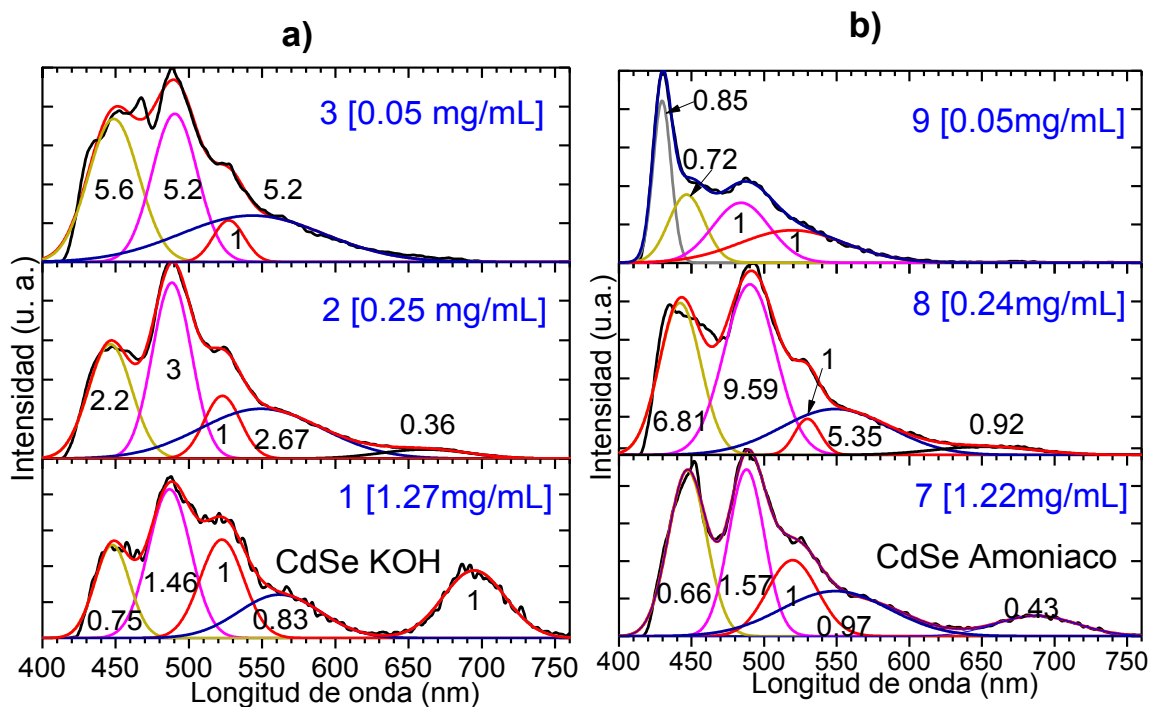 a)
3 [0.05 mg/mL]
5.6
5.2
5.2
1
2 [0.25 mg/mL]
2.2
3
1
2.67
0.36
1 [1.27mg/mL]
CdSe KOH
0.75
1.46
1
0.83
1
Intensidad (u. a.)
400 450 500 550 600 650 700 750
Longitud de onda (nm)
b)
0.85
9 [0.05mg/mL]
0.72
1
1
8 [0.24mg/mL]
1
6.81
9.59
5.35
0.92
7 [1.22mg/mL]
CdSe Amoniaco
0.66
1.57
1
0.97
0.43
Intensidad (u.a.)
400 450 500 550 600 650 700 750
Longitud de onda (nm)